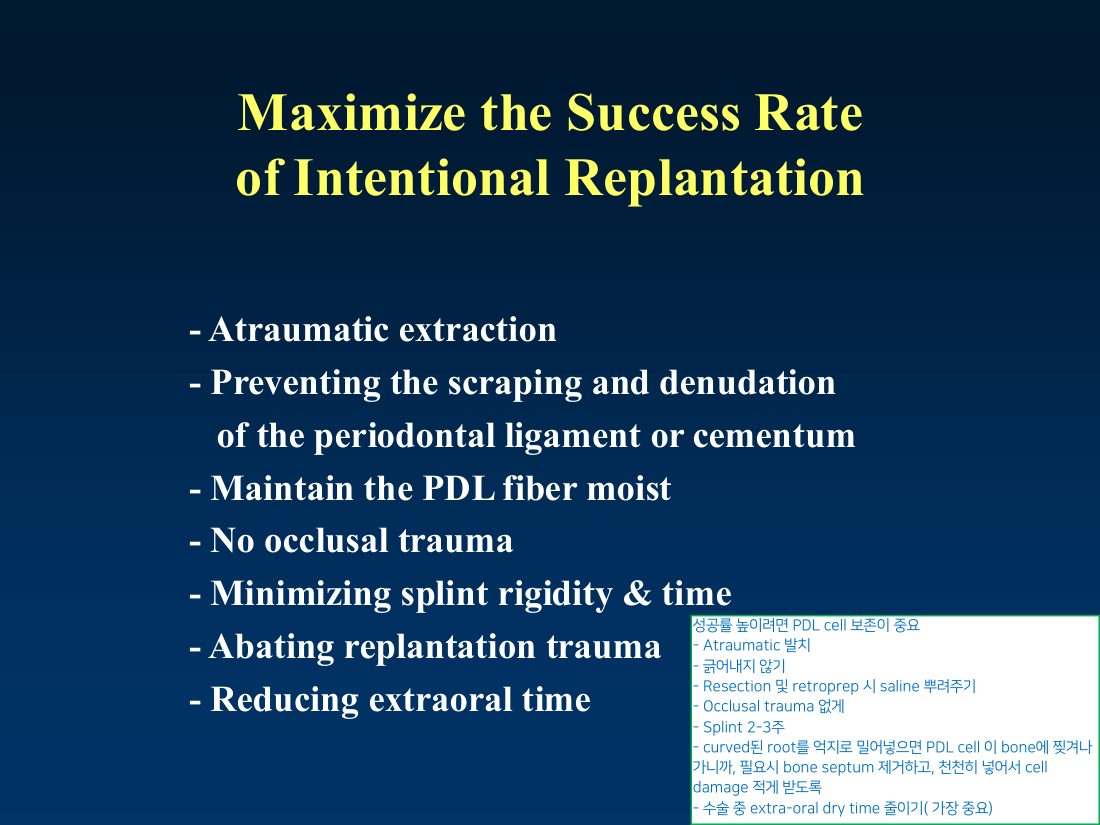 Maximize the Success Rate
of Intentional Replantation
- Atraumatic extraction
- Preventing the scraping and denudation
of the periodontal ligament or cementum
- Maintain the PDL fiber moist
- No occlusal trauma
- Minimizing splint rigidity & time
- Abating replantation trauma
- Reducing extraoral time
성공률 높이려면 PDL cell 보존이 중요
- Atraumatic 발치
- 긁어내지 않기
- Resection 및 retroprep 시 saline 뿌려주기
- Occlusal trauma 없게
- Splint 2-3주
- curved된 root를 억지로 밀어넣으면 PDL cell 이 bone에 찢겨나
가니까, 필요시 bone septum 제거하고, 천천히 넣어서 cell
damage 적게 받도록
- 수술 중 extra-oral dry time 줄이기( 가장 중요)